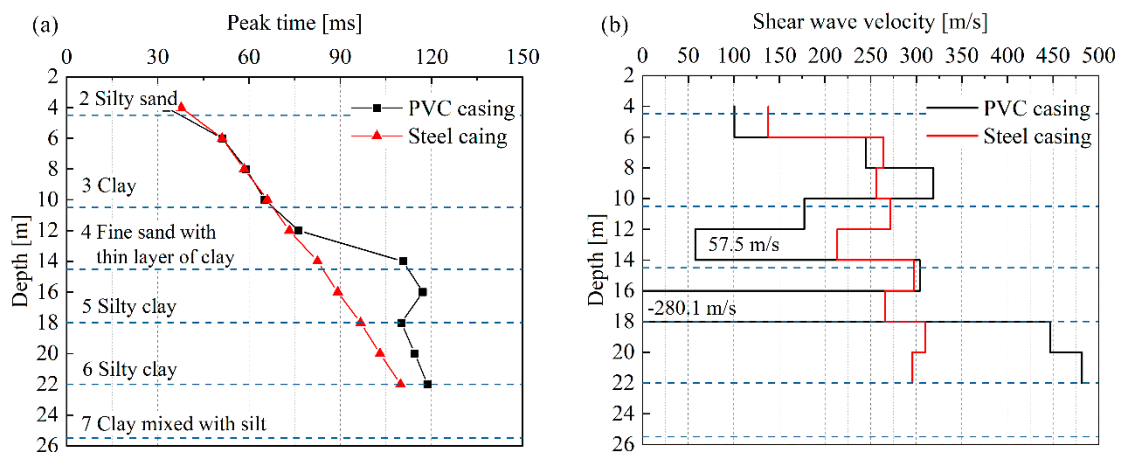 (a)
Peak time [ms]
0 30 60 90 120 150
2
4
6
8
10
12
14
16
18
20
22
24
26
Depth [m]
2 Silty sand
3 Clay
4 Fine sand with
thin layer of clay
5 Silty clay
6 Silty clay
7 Clay mixed with silt
PVC casing
Steel caing
(b)
Shear wave velocity [m/s]
0 50 100 150 200 250 300 350 400 450 500
2
4
6
8
10
12
14
16
18
20
22
24
26
Depth [m]
PVC casing
Steel casing
57.5 m/s
-280.1 m/s